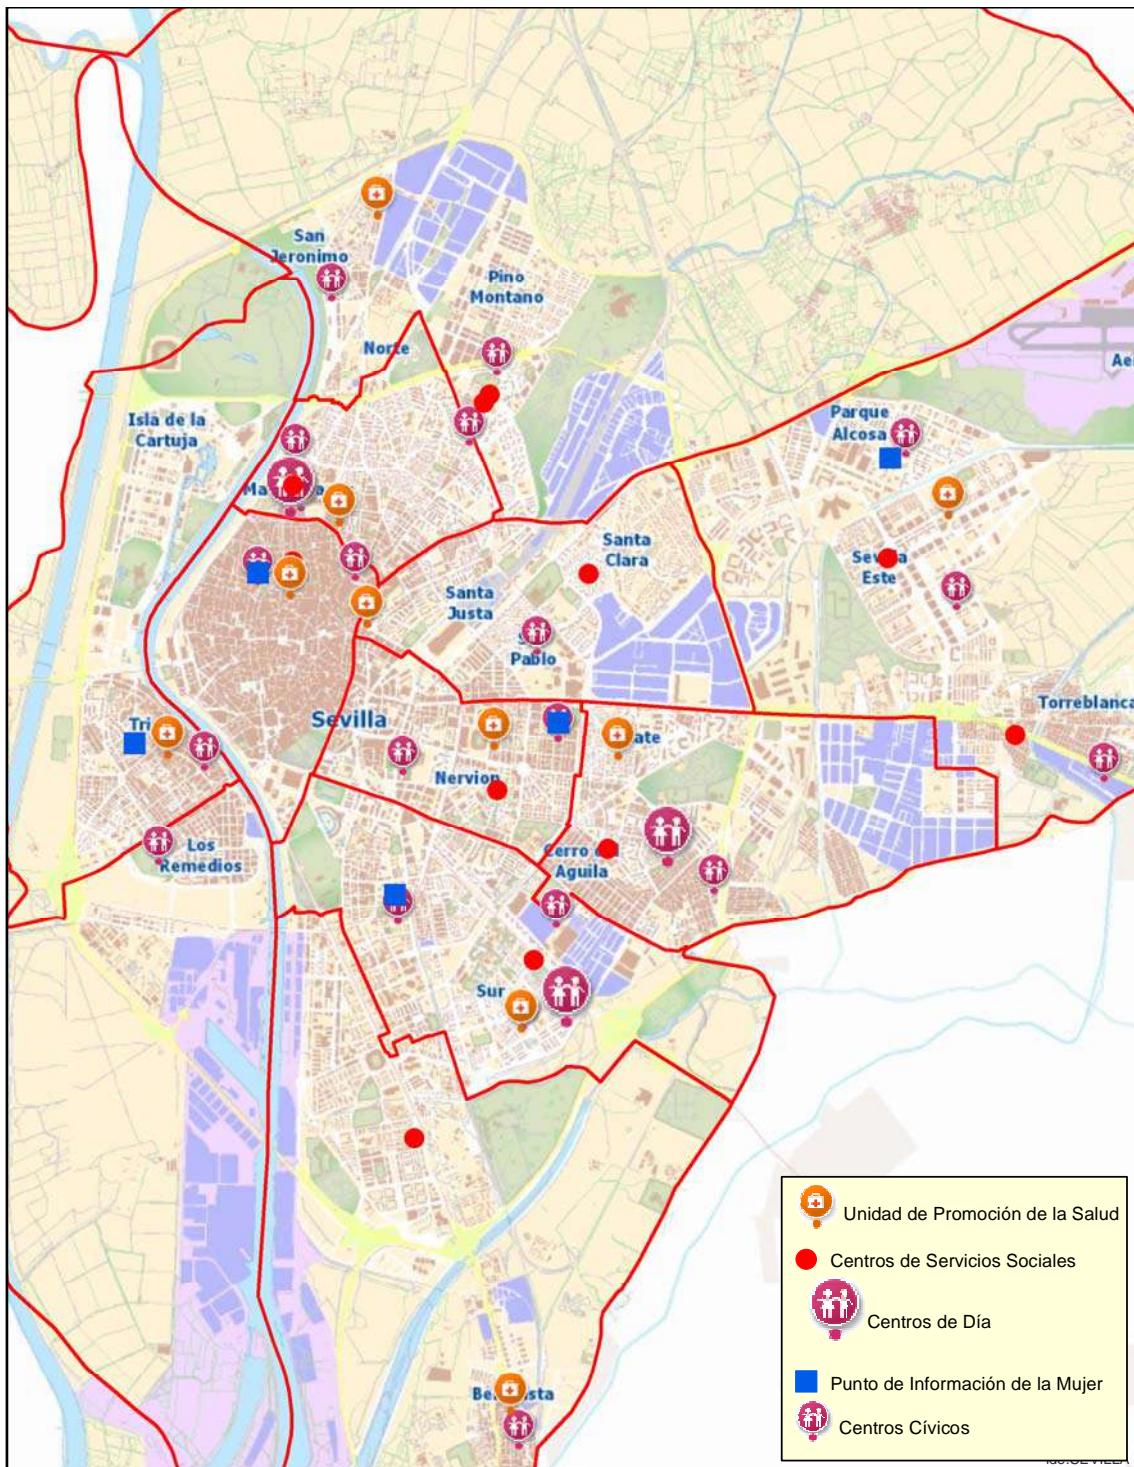 San
Jeronimo
Pino
Montano
Norte
Isla de la
Cartuja
Parque
Alcosa
Santa
Clara
Sevilla
Este
Santa
Justa
Pablo
Torreblanca
Sevilla
Nervion
Los
Remedios
Cerro
Aguila
Sur
Unidad de Promoción de la Salud
Centros de Servicios Sociales
Centros de Día
Punto de Información de la Mujer
Centros Cívicos